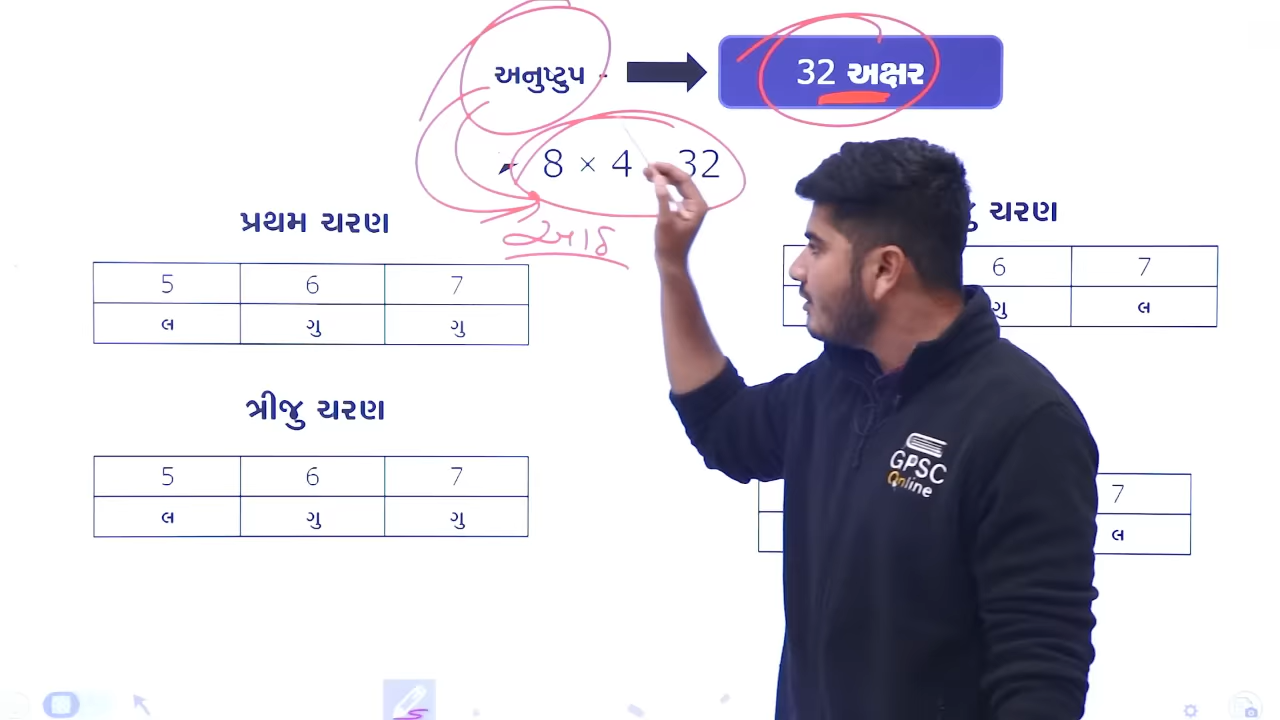 અનુષ્ટુપ -
32 અક્ષર
8 × 4 32
આઠ
પ્રથમ ચરણ
5 6 7
લ ગુ ગુ
ચરણ
6 7
ગુ લ
ત્રીજુ ચરણ
5 6 7
લ ગુ ગુ
7
લ
GPSC
Online